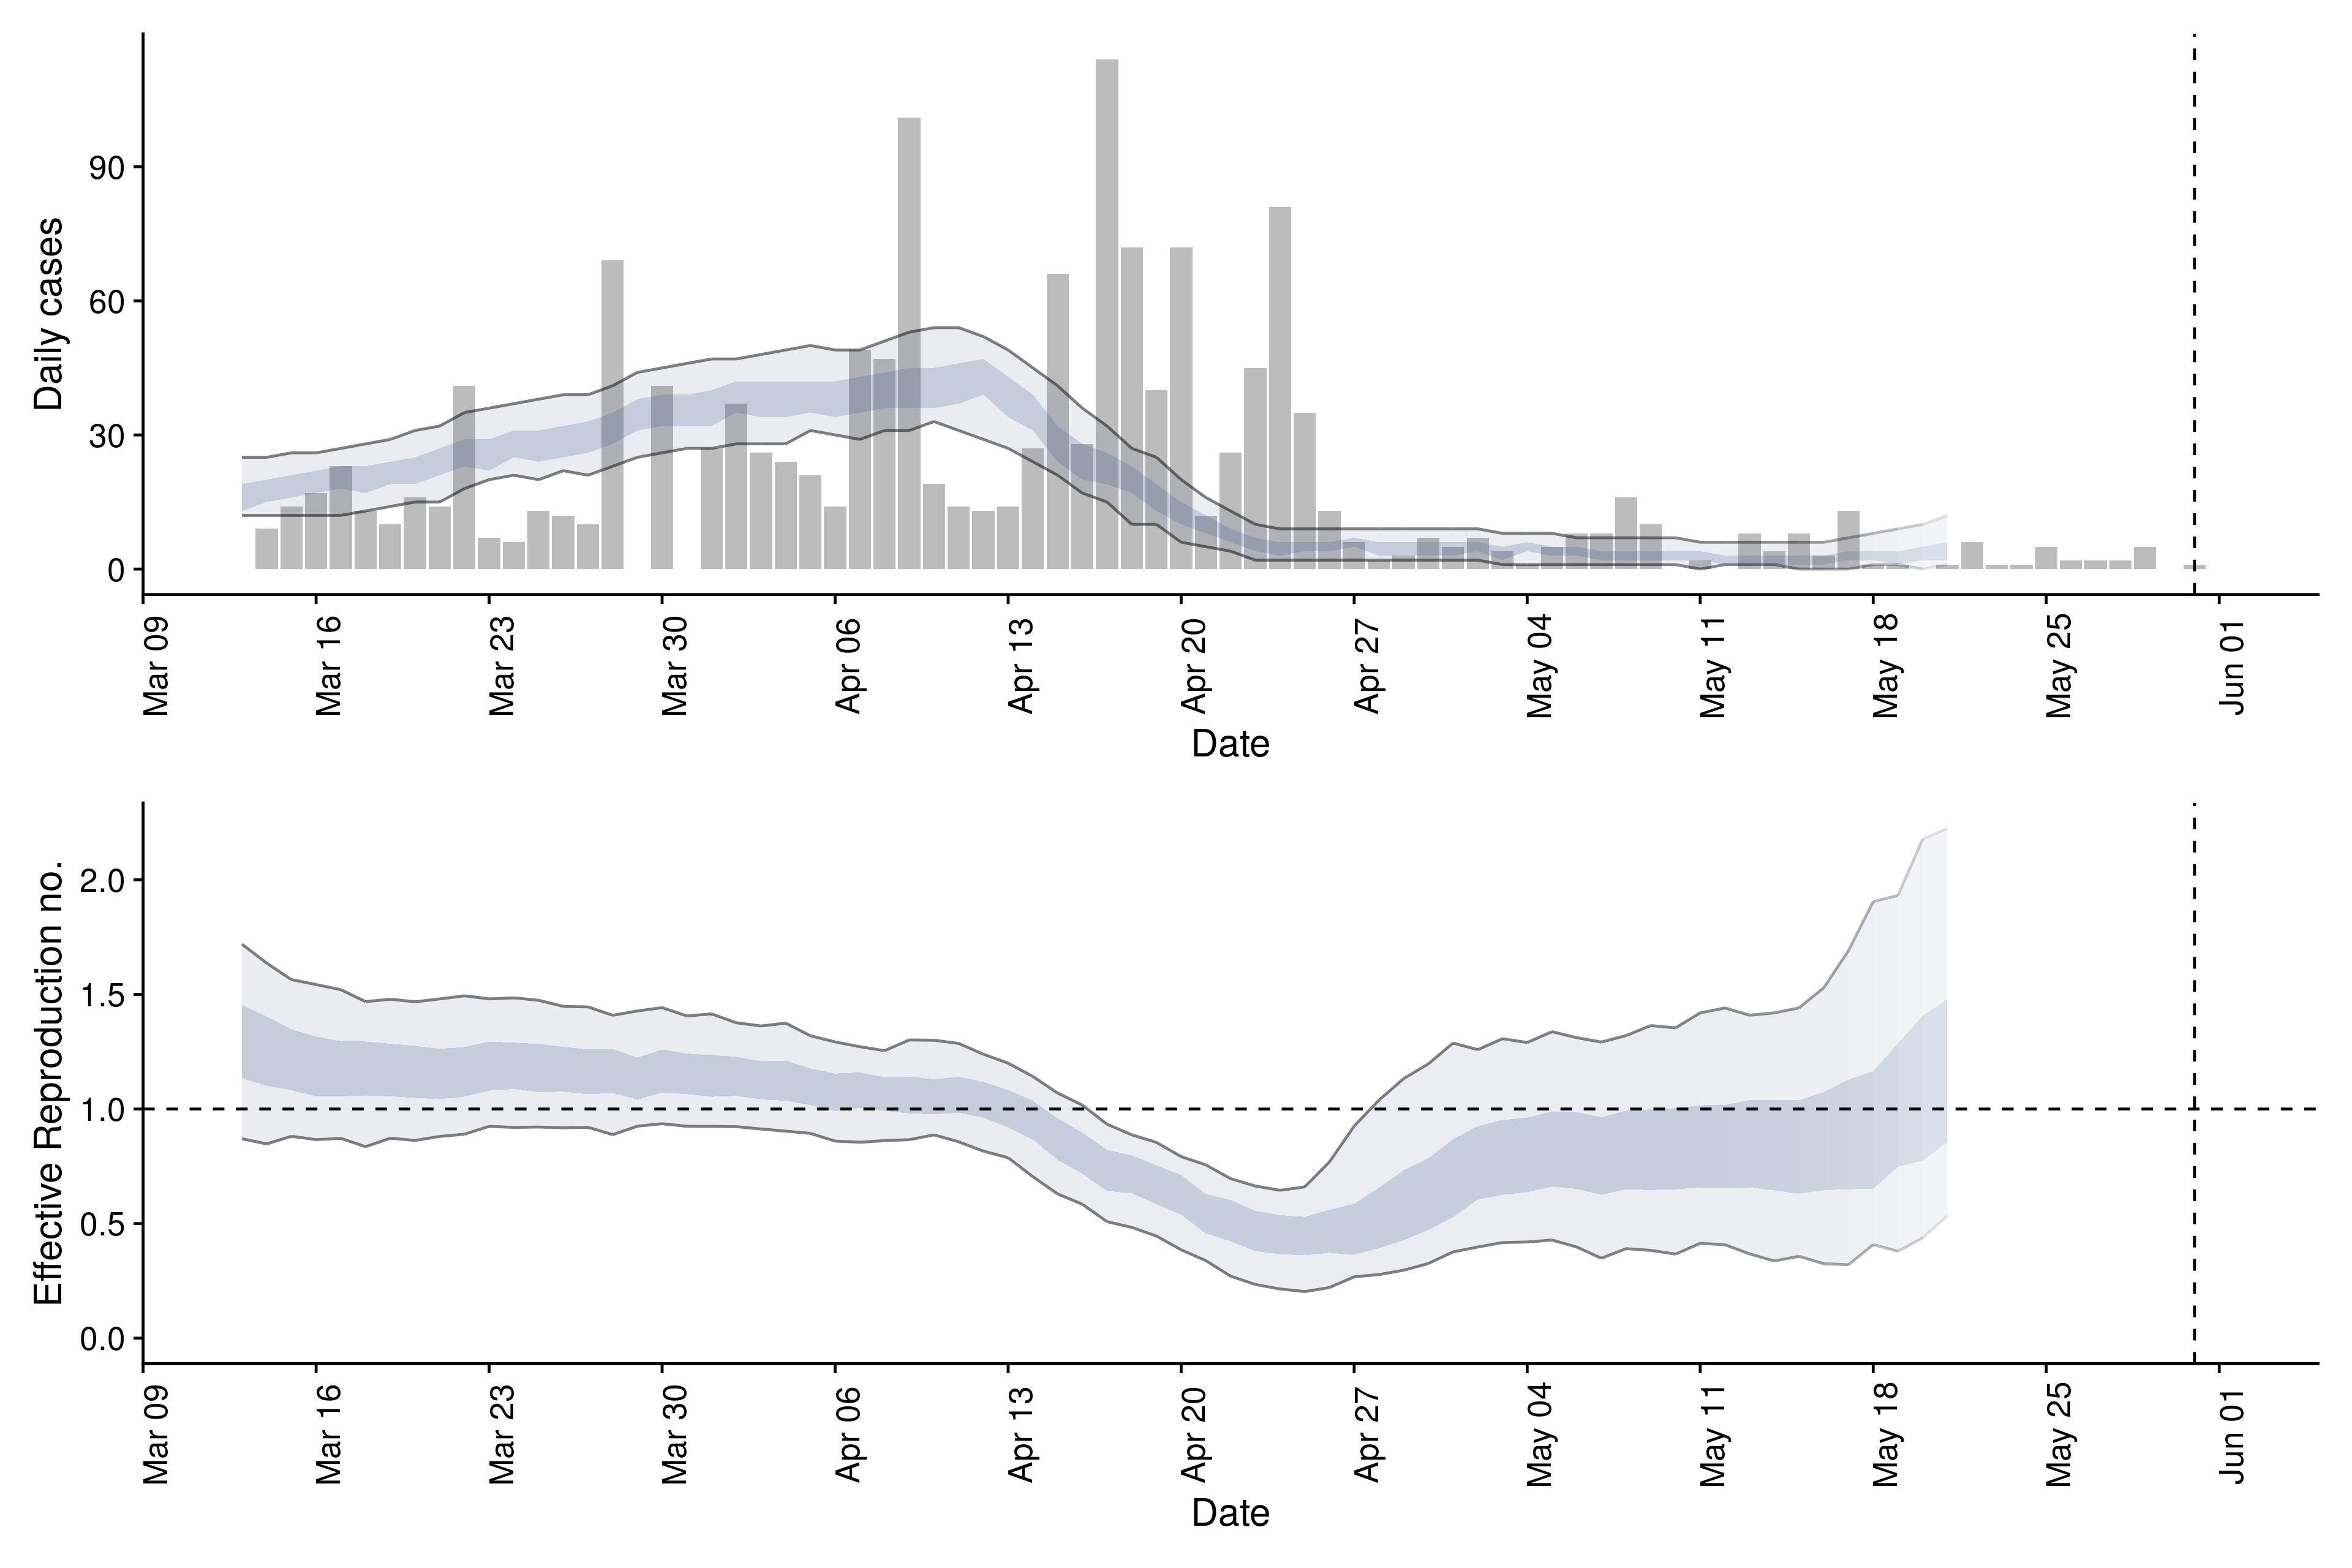 Daily cases
90
60
30
0
Mar 09
Mar 16
Mar 23
Mar 30
Apr 06
Apr 13
Apr 20
Apr 27
May 04
May 11
May 18
May 25
Jun 01
Date
Effective Reproduction no.
2.0
1.5
1.0
0.5
0.0
Mar 09
Mar 16
Mar 23
Mar 30
Apr 06
Apr 13
Apr 20
Apr 27
May 04
May 11
May 18
May 25
Jun 01
Date